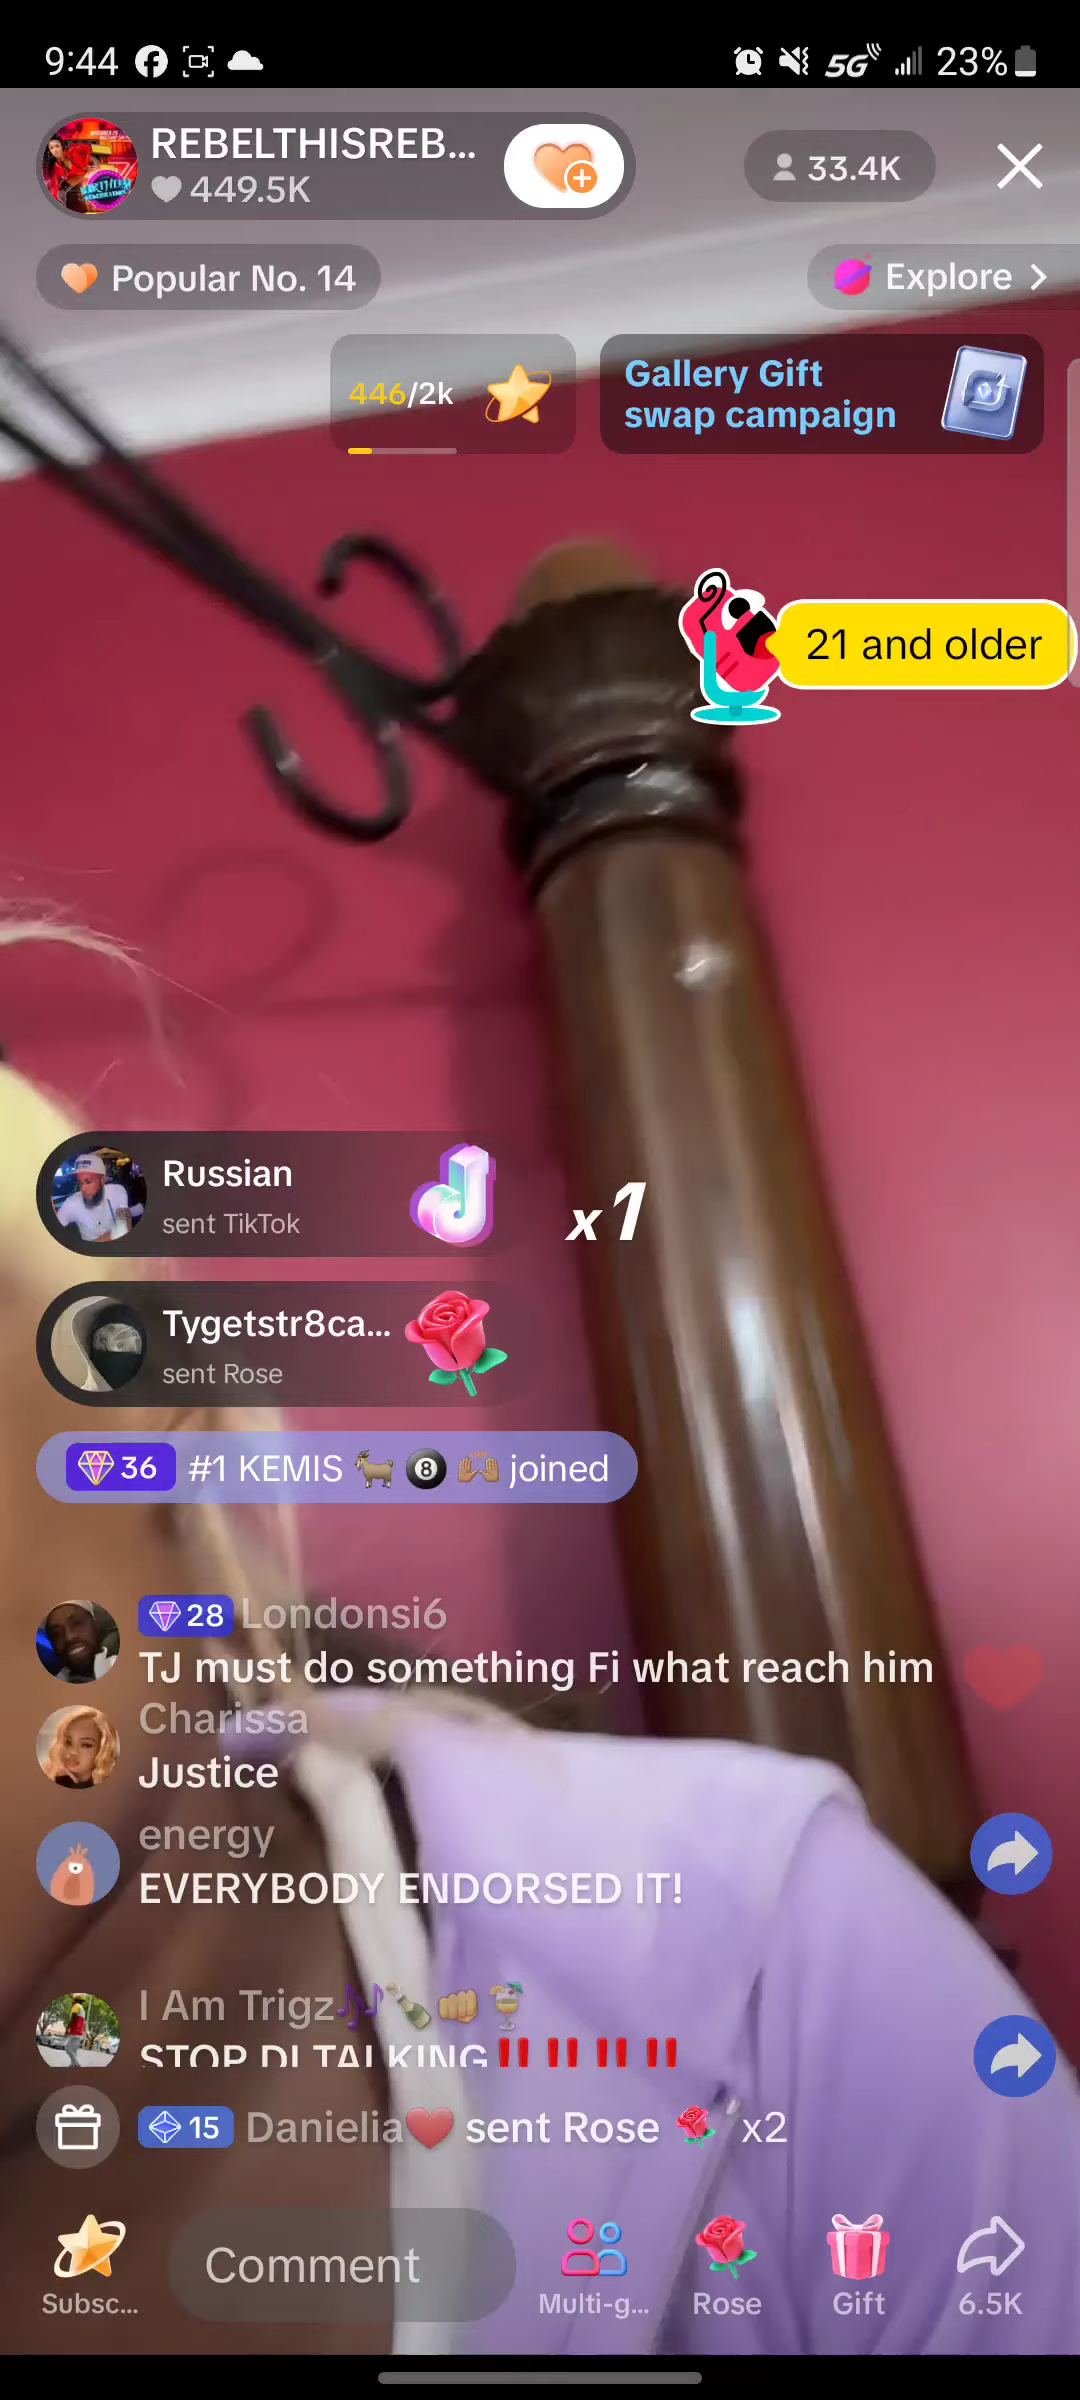 9:44
5G
23%
REBELTHISREB...
449.5K
33.4K
Popular No. 14
Explore
446/2k
Gallery Gift
swap campaign
21 and older
Russian
sent TikTok
x1
Tygetstr8ca...
sent Rose
36 #1 KEMIS 🐐 🎱 🙌🏽 joined
28 Londonsi6
TJ must do something Fi what reach him
Charissa
Justice
energy
EVERYBODY ENDORSED IT!
I Am Trigz🎶🍾👊🏽🍹
STOP DI TALKING‼️‼️‼️‼️
15 Danielia❤️ sent Rose x2
Subsc...
Comment
Multi-g...
Rose
Gift
6.5K